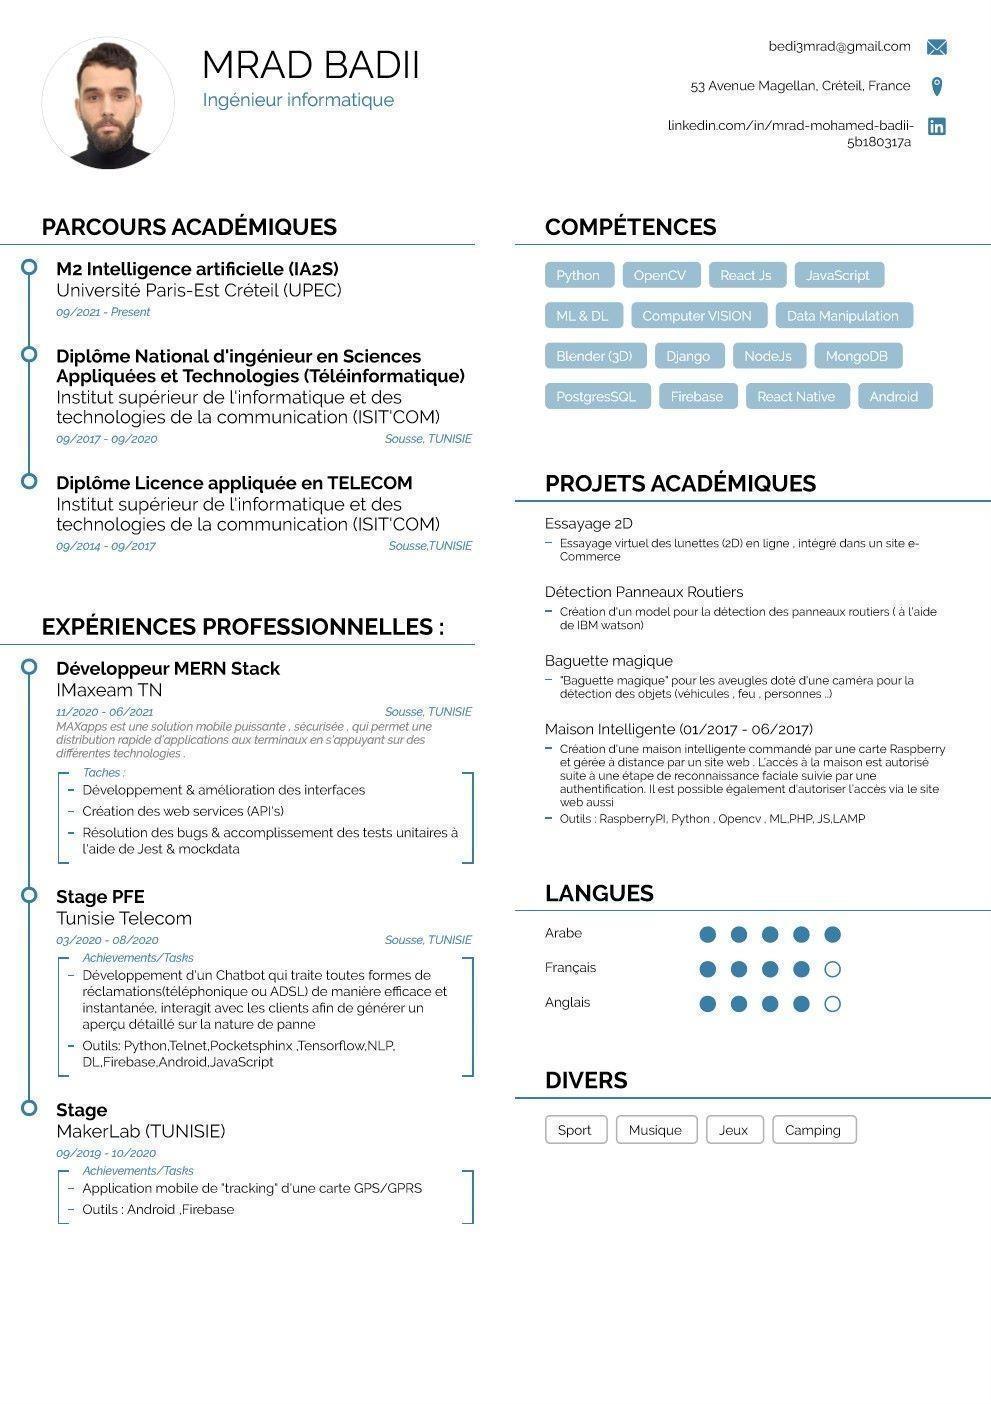 MRAD BADII
Ingénieur informatique
bedi3mrad@gmail.com
53 Avenue Magellan, Créteil, France
linkedin.com/in/mrad-mohamed-badii-
5b180317a
PARCOURS ACADÉMIQUES
M2 Intelligence artificielle (IA2S)
Université Paris-Est Créteil (UPEC)
09/2021 - Present
Diplôme National d'ingénieur en Sciences
Appliquées et Technologies (Téléinformatique)
Institut supérieur de l'informatique et des
technologies de la communication (ISIT'COM)
09/2017 - 09/2020 Sousse, TUNISIE
Diplôme Licence appliquée en TELECOM
Institut supérieur de l'informatique et des
technologies de la communication (ISIT'COM)
09/2014 - 09/2017 Sousse,TUNISIE
EXPÉRIENCES PROFESSIONNELLES :
Développeur MERN Stack
IMaxeam TN
11/2020 - 06/2021 Sousse, TUNISIE
MAXapps est une solution mobile puissante , sécurisée , qui permet une
distribution rapide d'applications aux terminaux en s'appuyant sur des
différentes technologies .
Taches :
– Développement & amélioration des interfaces
– Création des web services (API's)
– Résolution des bugs & accomplissement des tests unitaires à
l'aide de Jest & mockdata
Stage PFE
Tunisie Telecom
03/2020 - 08/2020 Sousse, TUNISIE
Achievements/Tasks
– Développement d'un Chatbot qui traite toutes formes de
réclamations(téléphonique ou ADSL) de manière efficace et
instantanée, interagit avec les clients afin de générer un
aperçu détaillé sur la nature de panne
– Outils: Python,Telnet,Pocketsphinx ,Tensorflow,NLP,
DL,Firebase,Android,JavaScript
Stage
MakerLab (TUNISIE)
09/2019 - 10/2020
Achievements/Tasks
– Application mobile de "tracking" d'une carte GPS/GPRS
– Outils : Android ,Firebase
COMPÉTENCES
Python OpenCV React Js JavaScript
ML & DL Computer VISION Data Manipulation
Blender (3D) Django NodeJs MongoDB
PostgresSQL Firebase React Native Android
PROJETS ACADÉMIQUES
Essayage 2D
– Essayage virtuel des lunettes (2D) en ligne , intégré dans un site e-
Commerce
Détection Panneaux Routiers
– Création d'un model pour la détection des panneaux routiers ( à l'aide
de IBM watson)
Baguette magique
– "Baguette magique" pour les aveugles doté d'une caméra pour la
détection des objets (véhicules , feu , personnes ..)
Maison Intelligente (01/2017 - 06/2017)
– Création d'une maison intelligente commandé par une carte Raspberry
et gérée à distance par un site web . L'accès à la maison est autorisé
suite à une étape de reconnaissance faciale suivie par une
authentification. Il est possible également d'autoriser l'accès via le site
web aussi
– Outils : RaspberryPI, Python , Opencv , ML,PHP, JS,LAMP
LANGUES
Arabe
Français
Anglais
DIVERS
Sport Musique Jeux Camping